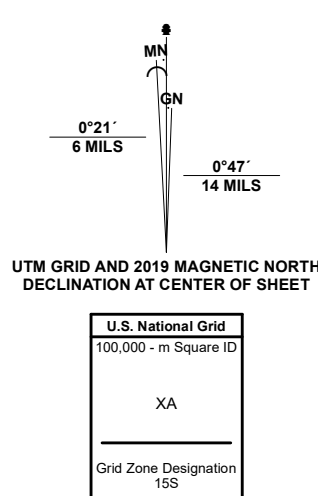 MN
GN
0°21´
6 MILS
0°47´
14 MILS
UTM GRID AND 2019 MAGNETIC NORTH
DECLINATION AT CENTER OF SHEET
U.S. National Grid
100,000 - m Square ID
XA
Grid Zone Designation
15S